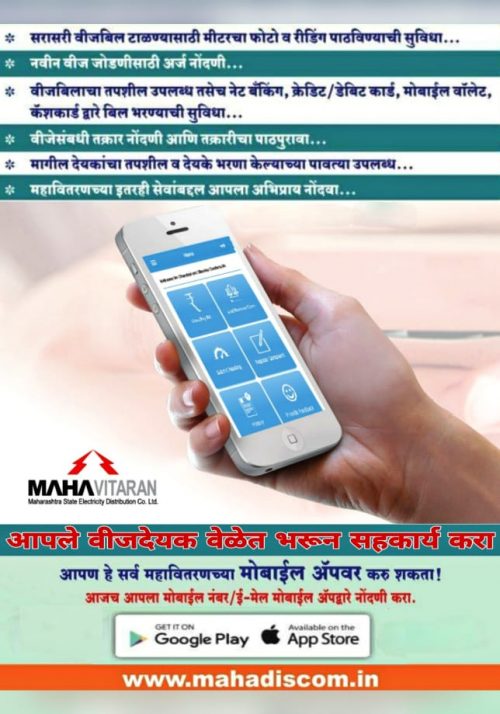 * सरासरी वीजबिल टाळण्यासाठी मीटरचा फोटो व रीडिंग पाठविण्याची सुविधा...
* नवीन वीज जोडणीसाठी अर्ज नोंदणी...
* वीजबिलाचा तपशील उपलब्ध तसेच नेट बँकिंग, क्रेडिट/डेबिट कार्ड, मोबाईल वॉलेट,
कॅशकार्ड द्वारे बिल भरण्याची सुविधा...
* वीजेसंबंधी तक्रार नोंदणी आणि तक्रारीचा पाठपुरावा...
* मागील देयकांचा तपशील व देयके भरणा केल्याच्या पावत्या उपलब्ध...
* महावितरणच्या इतरही सेवांबद्दल आपला अभिप्राय नोंदवा...
MAHAVITARAN
Maharashtra State Electricity Distribution Co. Ltd.
आपले वीजदेयक वेळेत भरून सहकार्य करा
आपण हे सर्व महावितरणच्या मोबाईल ॲपवर करु शकता!
आजच आपला मोबाईल नंबर/ई-मेल मोबाईल ॲपद्वारे नोंदणी करा.
GET IT ON
Google Play
Available on the
App Store
www.mahadiscom.in